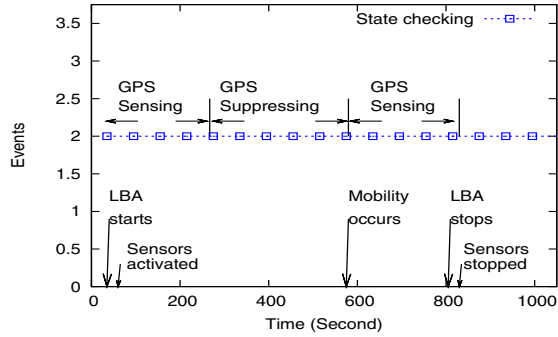 State checking
3.5
3
2.5
2
1.5
1
0.5
0
Events
GPS
Sensing
GPS
Suppressing
GPS
Sensing
LBA
starts
Sensors
activated
Mobility
occurs
LBA
stops
Sensors
stopped
0 200 400 600 800 1000
Time (Second)